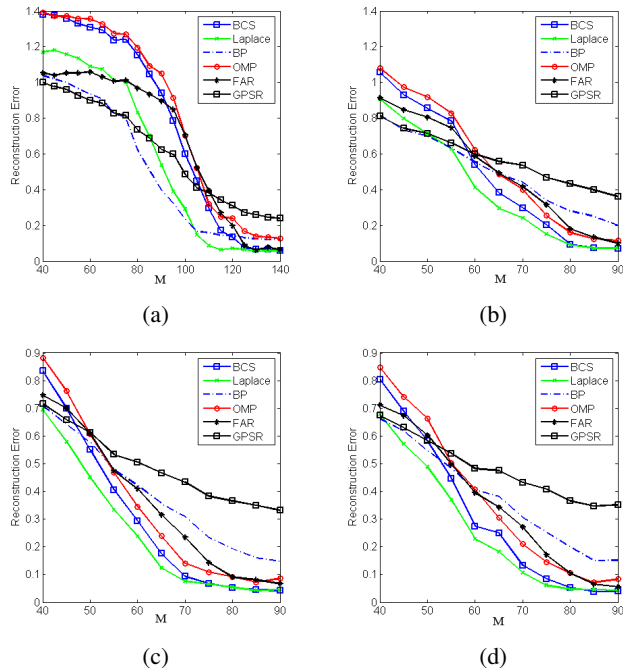 1.4
1.2
1
0.8
0.6
0.4
0.2
0
Reconstruction Error
40
60
80
100
120
140
M
BCS
Laplace
BP
OMP
FAR
GPSR
(a)
1.4
1.2
1
0.8
0.6
0.4
0.2
0
Reconstruction Error
40
50
60
70
80
90
M
BCS
Laplace
BP
OMP
FAR
GPSR
(b)
0.9
0.8
0.7
0.6
0.5
0.4
0.3
0.2
0.1
0
Reconstruction Error
40
50
60
70
80
90
M
BCS
Laplace
BP
OMP
FAR
GPSR
(c)
0.9
0.8
0.7
0.6
0.5
0.4
0.3
0.2
0.1
0
Reconstruction Error
40
50
60
70
80
90
M
BCS
Laplace
BP
OMP
FAR
GPSR
(d)